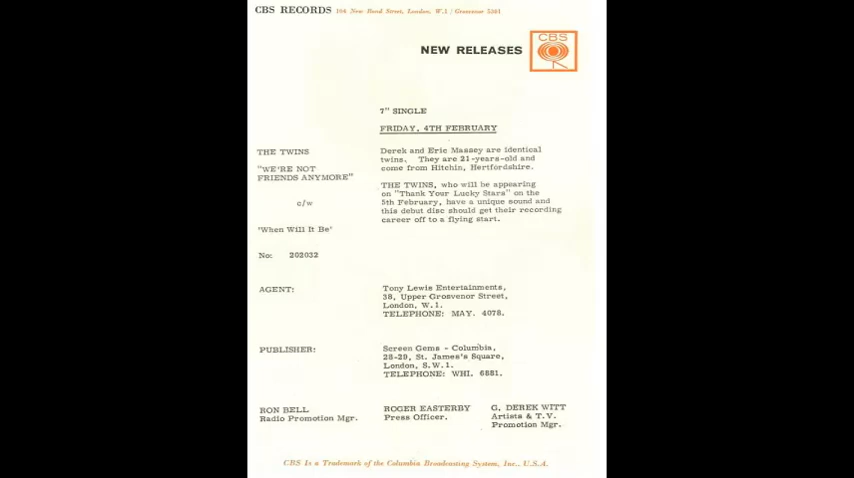 CBS RECORDS 104 New Bond Street, London, W.1 / Grosvenor 5581
NEW RELEASES
CBS
7" SINGLE
FRIDAY, 4TH FEBRUARY
THE TWINS
"WE'RE NOT
FRIENDS ANYMORE"
c/w
'When Will It Be'
No: 202032
Derek and Eric Massey are identical
twins. They are 21-years-old and
come from Hitchin, Hertfordshire.
THE TWINS, who will be appearing
on "Thank Your Lucky Stars" on the
5th February, have a unique sound and
this debut disc should get their recording
career off to a flying start.
AGENT:
Tony Lewis Entertainments,
38, Upper Grosvenor Street,
London, W.1.
TELEPHONE: MAY. 4078.
PUBLISHER:
Screen Gems - Columbia,
28-29, St. James's Square,
London, S.W.1.
TELEPHONE: WHI. 6881.
RON BELL
Radio Promotion Mgr.
ROGER EASTERBY
Press Officer.
G. DEREK WITT
Artists & T.V.
Promotion Mgr.
CBS Is a Trademark of the Columbia Broadcasting System, Inc., U.S.A.